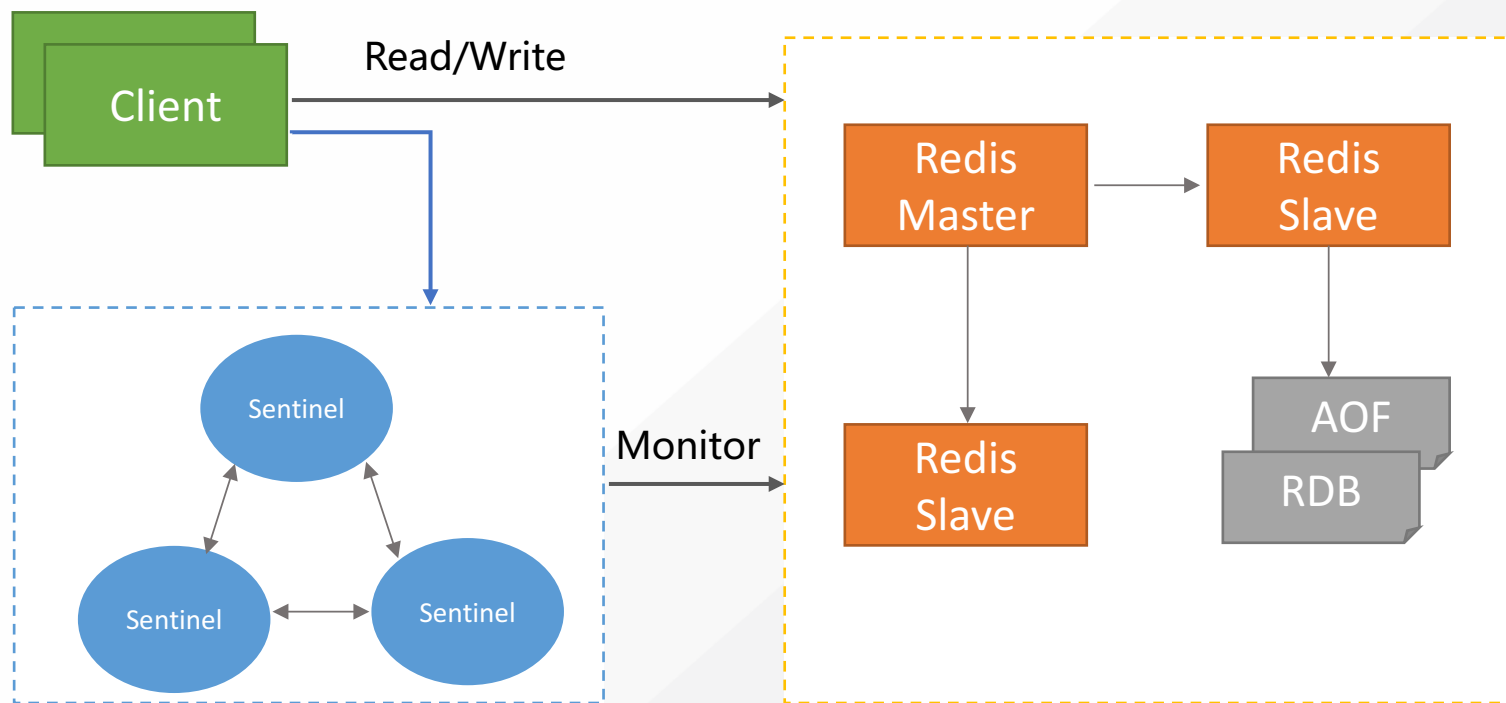 Read/Write
Client
Redis
Master
Redis
Slave
Sentinel
Monitor
AOF
Redis
Slave
RDB
Sentinel
Sentinel